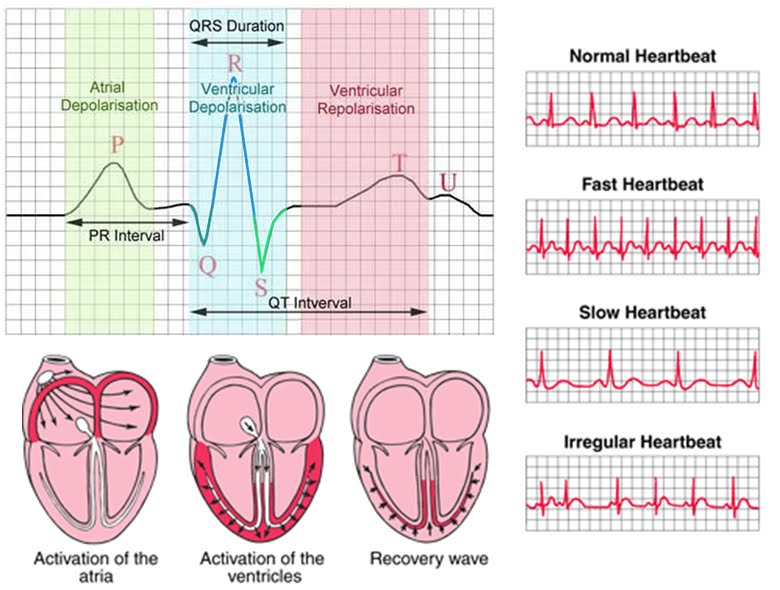 QRS Duration
R
Atrial
Depolarisation
Ventricular
Depolarisation
Ventricular
Repolarisation
P
T
U
PR Interval
Q
S
QT Intverval
Activation of the
atria
Activation of the
ventricles
Recovery wave
Normal Heartbeat
Fast Heartbeat
Slow Heartbeat
Irregular Heartbeat